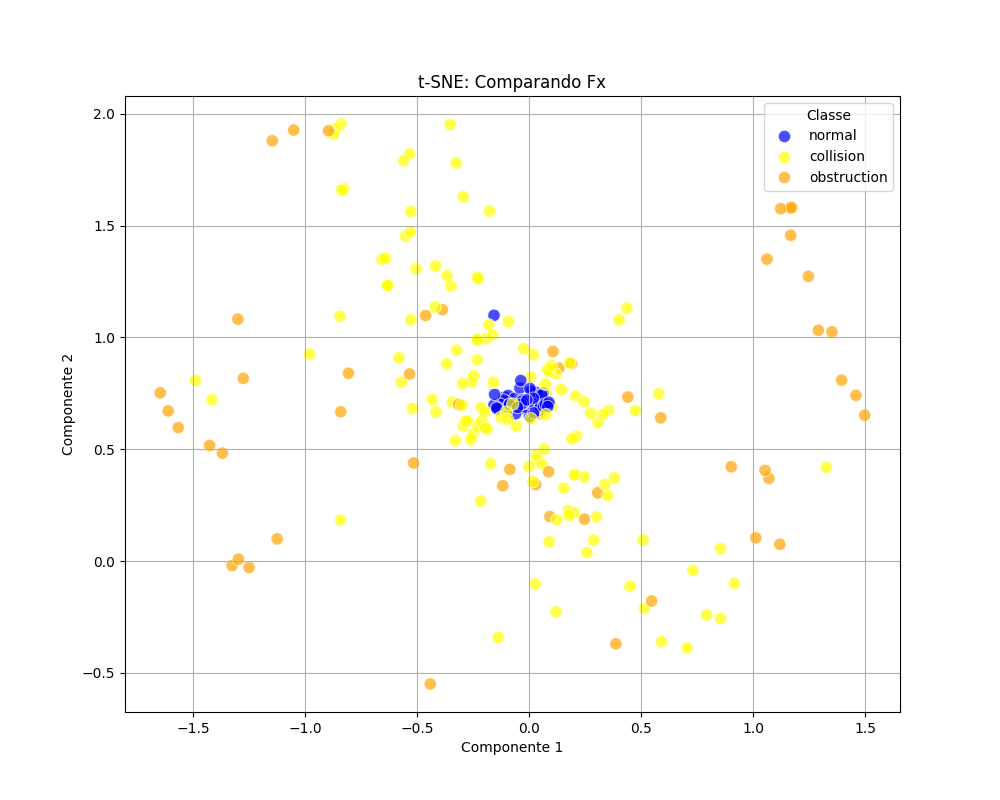 t-SNE: Comparando Fx
Classe
normal
collision
obstruction
2.0
1.5
1.0
0.5
0.0
−0.5
Componente 2
−1.5
−1.0
−0.5
0.0
0.5
1.0
1.5
Componente 1